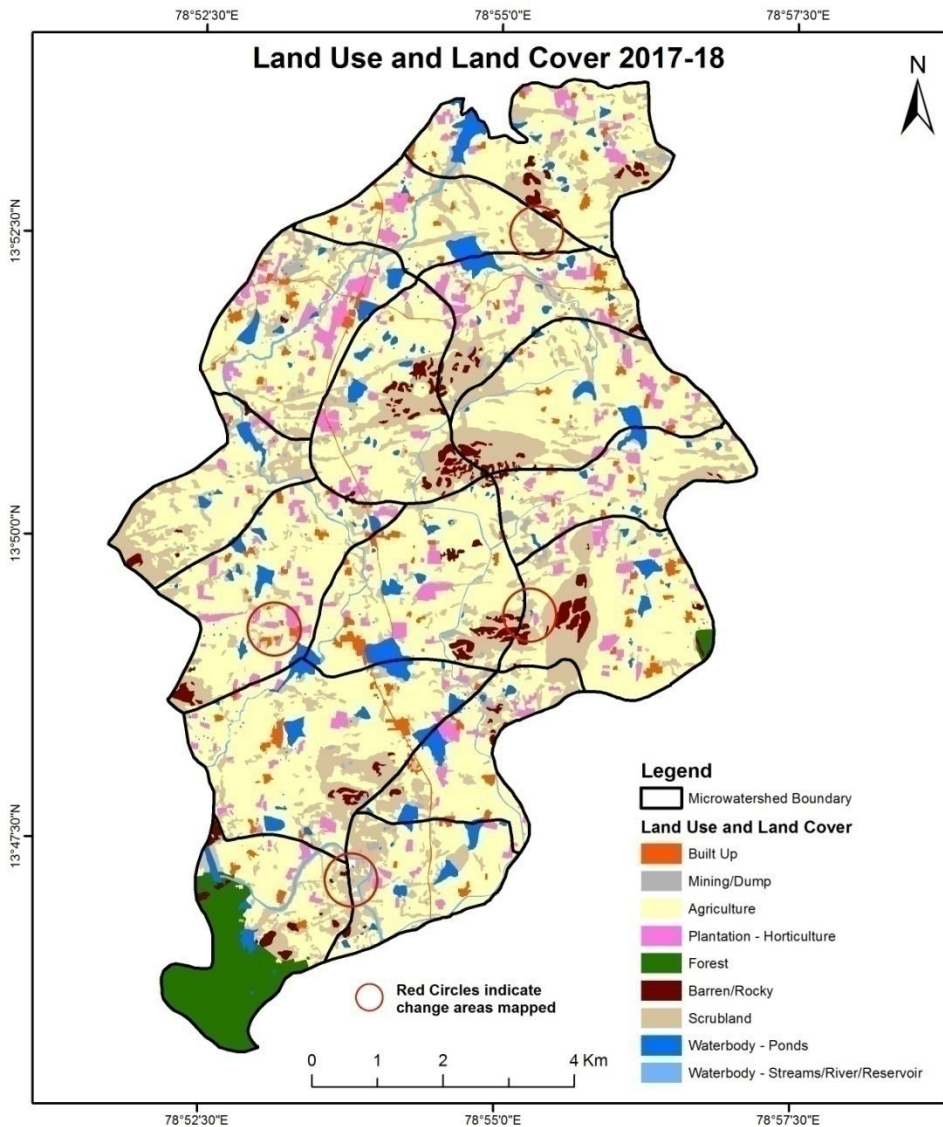 78°52'30"E 78°55'0"E 78°57'30"E
Land Use and Land Cover 2017-18
N
13°52'30"N
13°50'0"N
13°47'30"N
Legend
Microwatershed Boundary
Land Use and Land Cover
Built Up
Mining/Dump
Agriculture
Plantation - Horticulture
Forest
Barren/Rocky
Scrubland
Waterbody - Ponds
Waterbody - Streams/River/Reservoir
Red Circles indicate
change areas mapped
0 1 2 4 Km
78°52'30"E 78°55'0"E 78°57'30"E